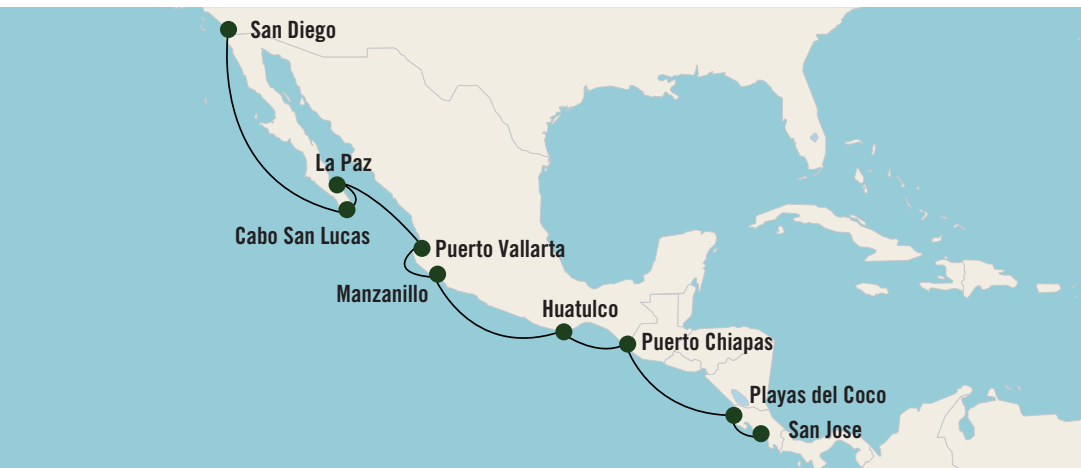 San Diego
La Paz
Cabo San Lucas
Puerto Vallarta
Manzanillo
Huatulco
Puerto Chiapas
Playas del Coco
San Jose